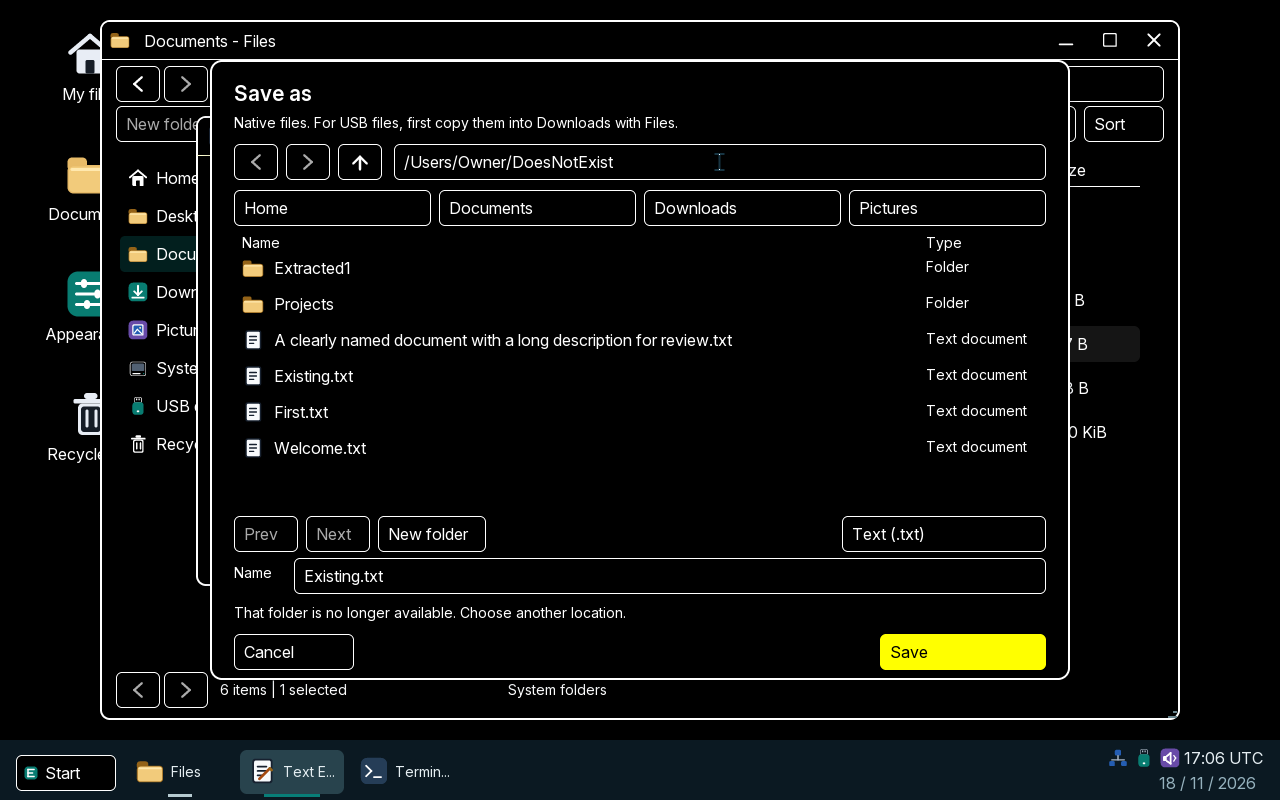 Documents - Files
My fil
New folde
Sort
Save as
Native files. For USB files, first copy them into Downloads with Files.
/Users/Owner/DoesNotExist
Home
Documents
Downloads
Pictures
Name
Type
Extracted1
Folder
Projects
Folder
A clearly named document with a long description for review.txt
Text document
Existing.txt
Text document
First.txt
Text document
Welcome.txt
Text document
Prev
Next
New folder
Text (.txt)
Name
Existing.txt
That folder is no longer available. Choose another location.
Cancel
Save
Home
Deskt
Docu
Down
Pictur
Syste
USB
Recy
Docum
Appeara
Recycle
ze
B
B
B
0 KiB
6 items | 1 selected
System folders
Start
Files
Text E...
Termin...
17:06 UTC
18 / 11 / 2026